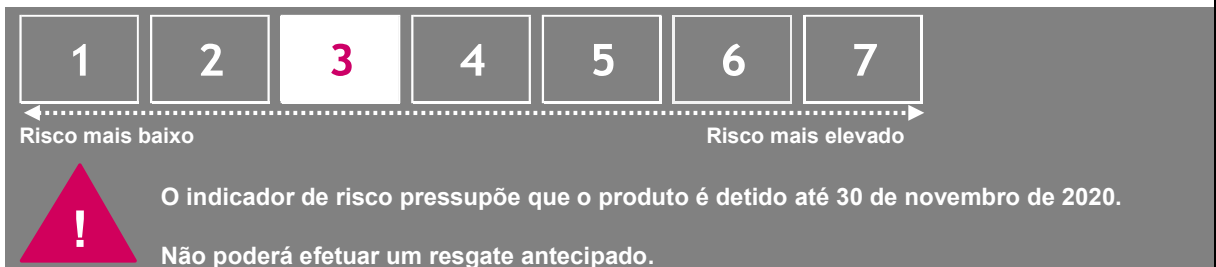 1 2 3 4 5 6 7
Risco mais baixo Risco mais elevado
! O indicador de risco pressupõe que o produto é detido até 30 de novembro de 2020.
Não poderá efetuar um resgate antecipado.